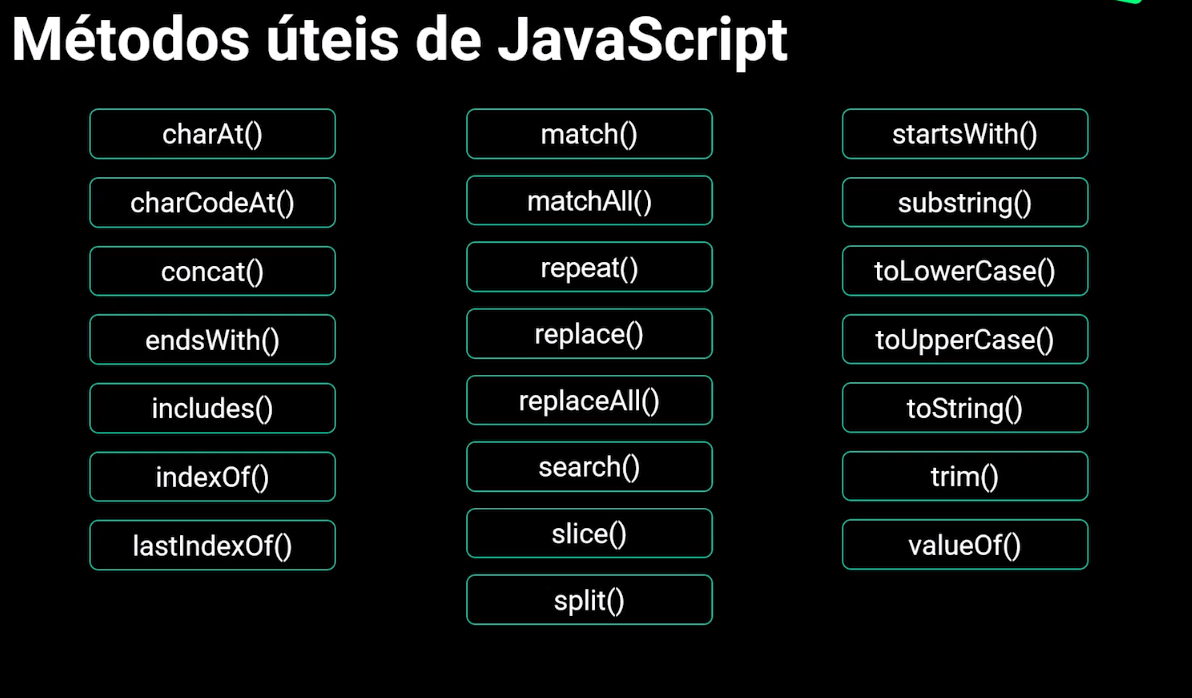 Métodos úteis de JavaScript
charAt()
charCodeAt()
concat()
endsWith()
includes()
indexOf()
lastIndexOf()
match()
matchAll()
repeat()
replace()
replaceAll()
search()
slice()
split()
startsWith()
substring()
toLowerCase()
toUpperCase()
toString()
trim()
valueOf()